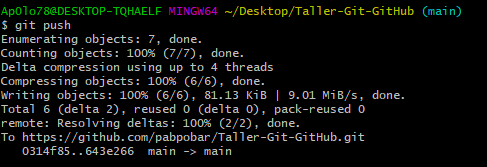 Ap0lo78@DESKTOP-TQHAELF MINGW64 ~/Desktop/Taller-Git-GitHub (main)
$ git push
Enumerating objects: 7, done.
Counting objects: 100% (7/7), done.
Delta compression using up to 4 threads
Compressing objects: 100% (6/6), done.
Writing objects: 100% (6/6), 81.13 KiB | 9.01 MiB/s, done.
Total 6 (delta 2), reused 0 (delta 0), pack-reused 0
remote: Resolving deltas: 100% (2/2), done.
To https://github.com/pabpobar/Taller-Git-GitHub.git
   0314f85..643e266  main -> main